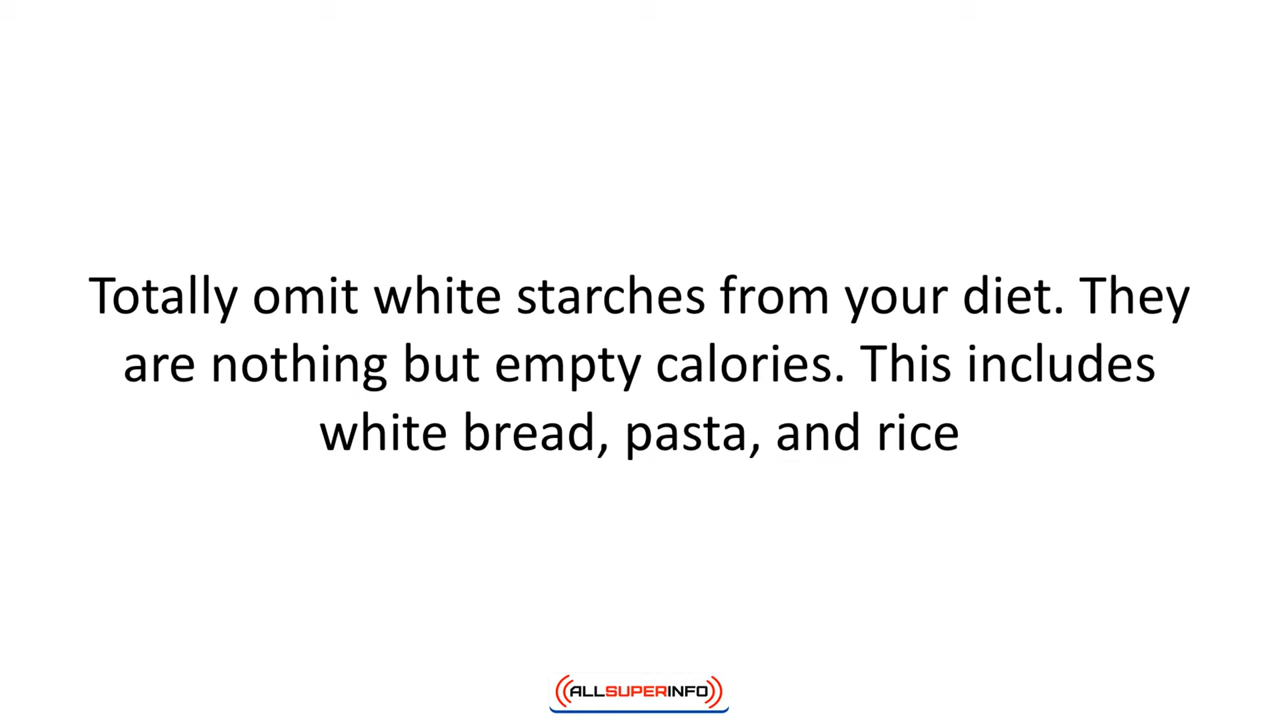 Totally omit white starches from your diet. They
are nothing but empty calories. This includes
white bread, pasta, and rice
ALLSUPERINFO